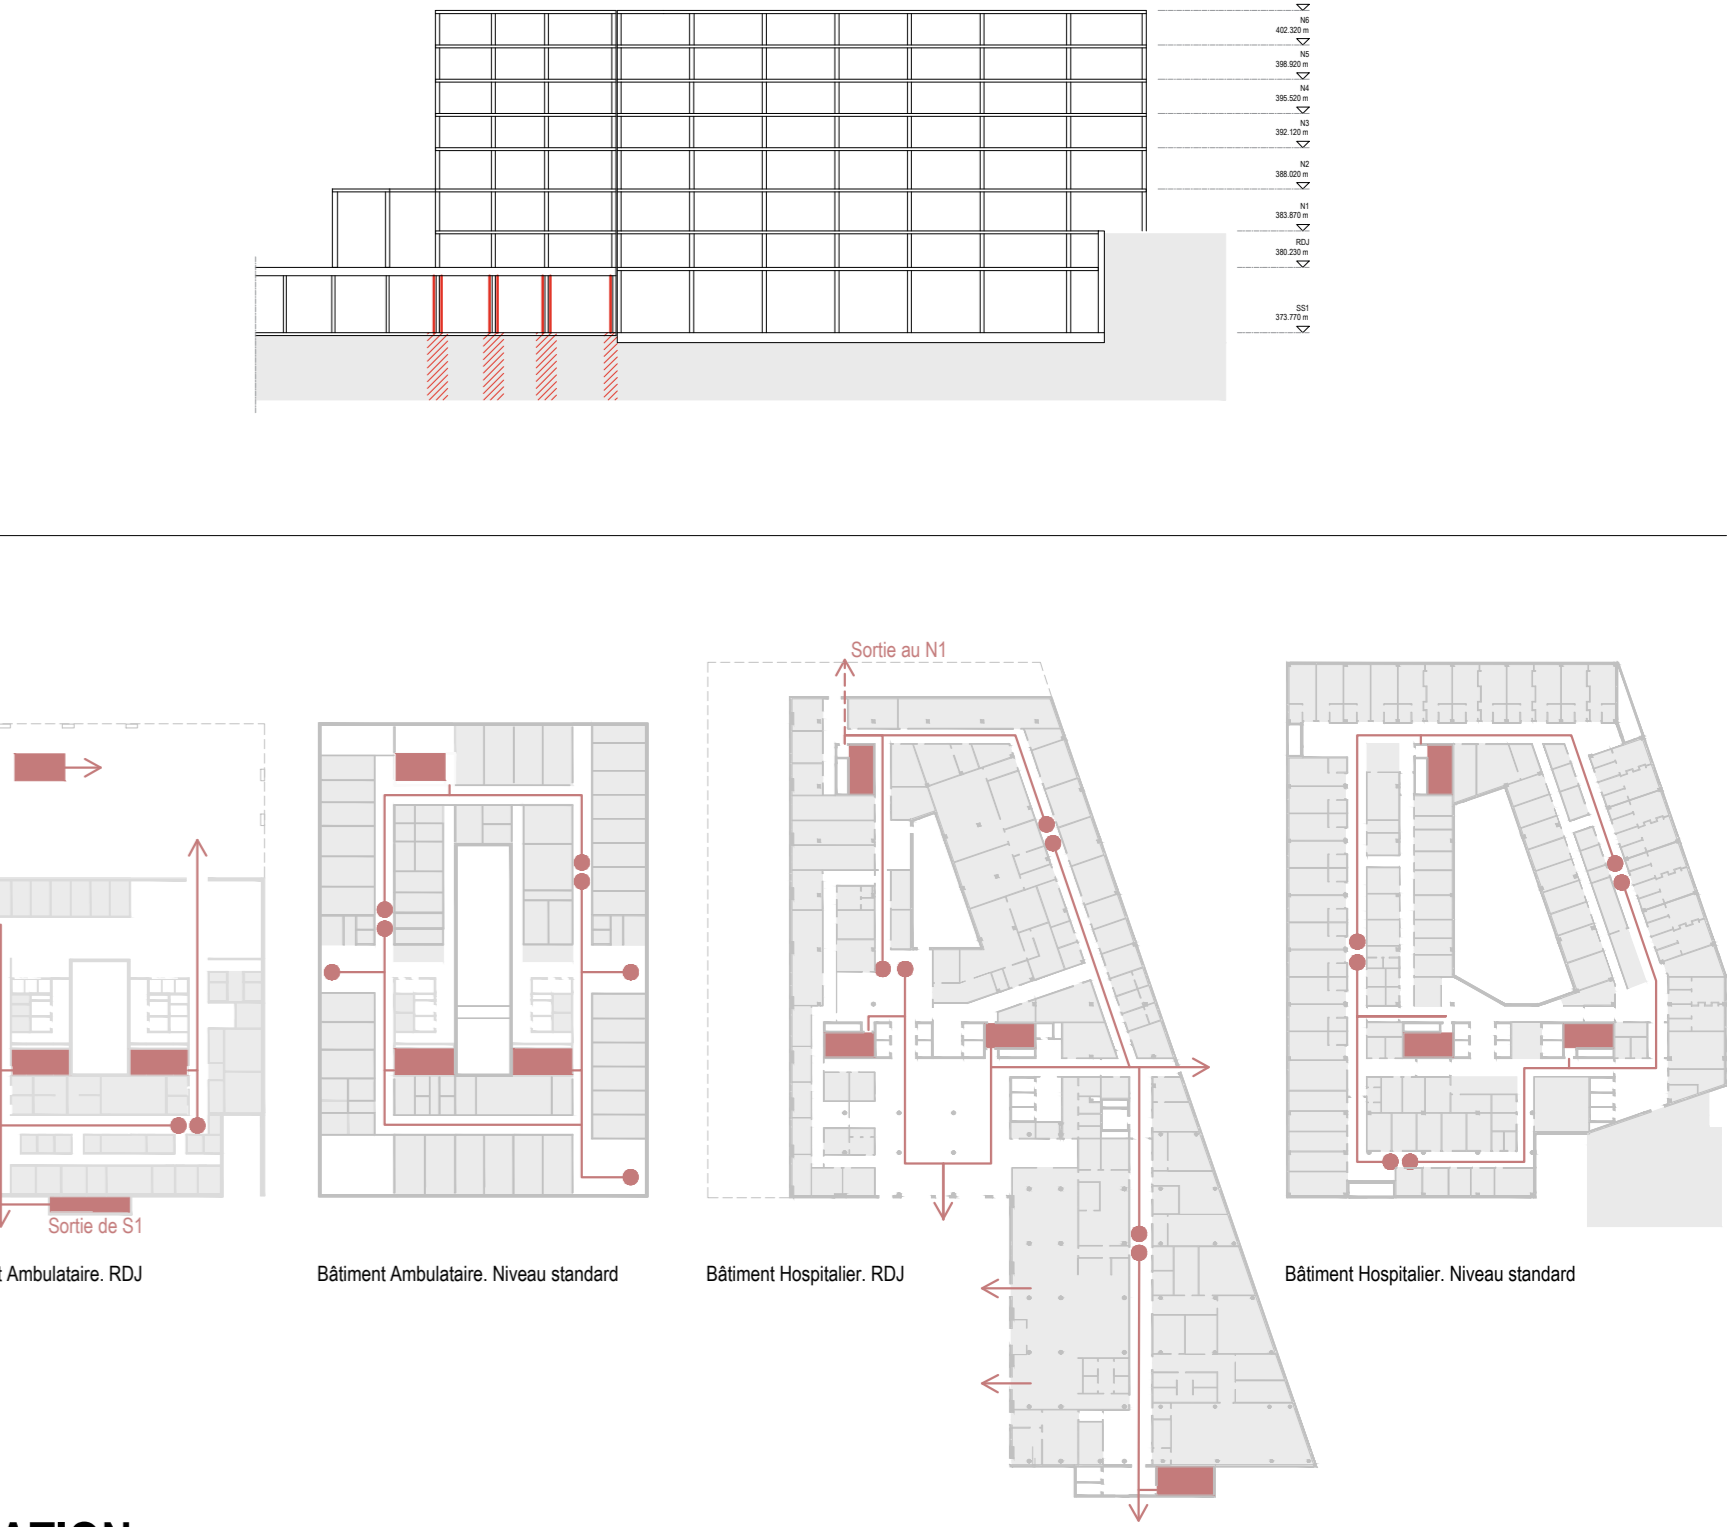 N6
402.320 m
N5
398.920 m
N4
395.520 m
N3
392.120 m
N2
388.020 m
N1
383.870 m
RDJ
380.230 m
SS1
373.770 m
Sortie au N1
Sortie de S1
t Ambulataire. RDJ
Bâtiment Ambulataire. Niveau standard
Bâtiment Hospitalier. RDJ
Bâtiment Hospitalier. Niveau standard
ATION